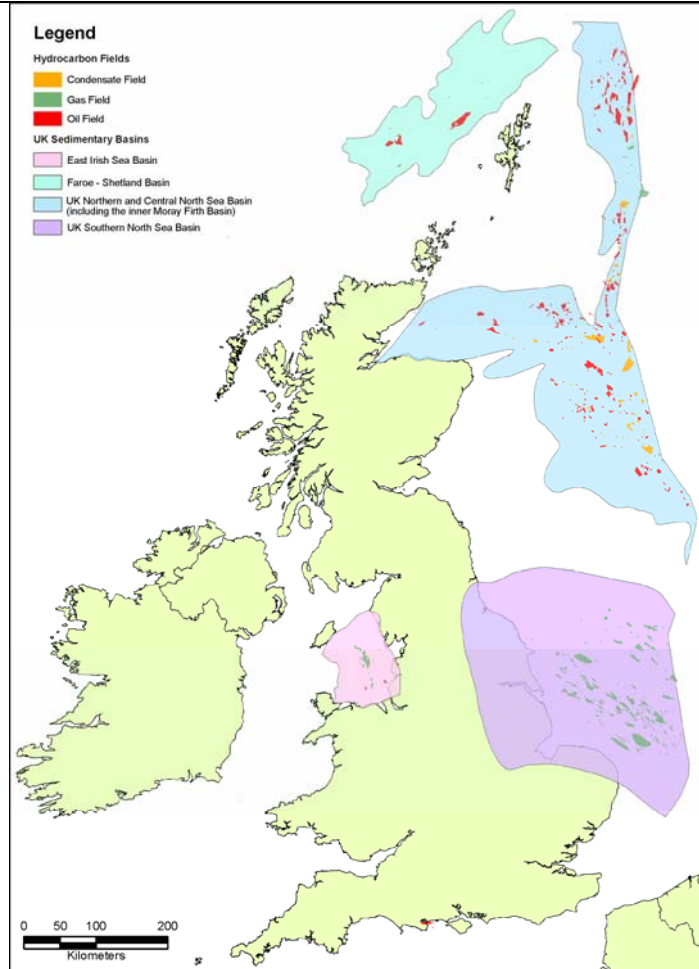 Legend
Hydrocarbon Fields
Condensate Field
Gas Field
Oil Field
UK Sedimentary Basins
East Irish Sea Basin
Faroe - Shetland Basin
UK Northern and Central North Sea Basin
(including the inner Moray Firth Basin)
UK Southern North Sea Basin
0 50 100 200
Kilometers